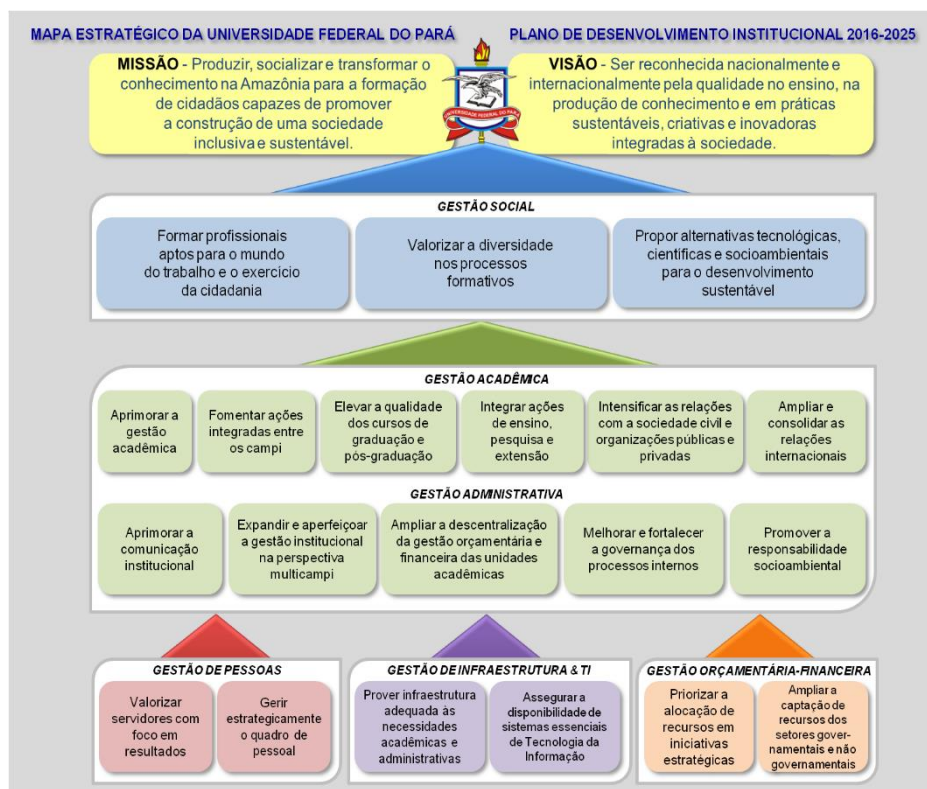 MAPA ESTRATÉGICO DA UNIVERSIDADE FEDERAL DO PARÁ
PLANO DE DESENVOLVIMENTO INSTITUCIONAL 2016-2025
MISSÃO - Produzir, socializar e transformar o
conhecimento na Amazônia para a formação
de cidadãos capazes de promover
a construção de uma sociedade
inclusiva e sustentável.
UNIVERSIDADE FEDERAL DO PARÁ
VISÃO - Ser reconhecida nacionalmente e
internacionalmente pela qualidade no ensino, na
produção de conhecimento e em práticas
sustentáveis, criativas e inovadoras
integradas à sociedade.
GESTÃO SOCIAL
Formar profissionais
aptos para o mundo
do trabalho e o exercício
da cidadania
Valorizar a diversidade
nos processos
formativos
Propor alternativas tecnológicas,
científicas e socioambientais
para o desenvolvimento
sustentável
GESTÃO ACADÊMICA
Aprimorar a
gestão
acadêmica
Fomentar ações
integradas entre
os campi
Elevar a qualidade
dos cursos de
graduação e
pós-graduação
Integrar ações
de ensino,
pesquisa e
extensão
Intensificar as relações
com a sociedade civil e
organizações públicas e
privadas
Ampliar e
consolidar as
relações
internacionais
GESTÃO ADMINISTRATIVA
Aprimorar a
comunicação
institucional
Expandir e aperfeiçoar
a gestão institucional
na perspectiva
multicampi
Ampliar a descentralização
da gestão orçamentária e
financeira das unidades
acadêmicas
Melhorar e fortalecer
a governança dos
processos internos
Promover a
responsabilidade
socioambiental
GESTÃO DE PESSOAS
Valorizar
servidores com
foco em
resultados
Gerir
estrategicamente
o quadro de
pessoal
GESTÃO DE INFRAESTRUTURA & TI
Prover infraestrutura
adequada às
necessidades
acadêmicas e
administrativas
Assegurar a
disponibilidade de
sistemas essenciais
de Tecnologia da
Informação
GESTÃO ORÇAMENTÁRIA-FINANCEIRA
Priorizar a
alocação de
recursos em
iniciativas
estratégicas
Ampliar a
captação de
recursos dos
setores gover-
namentais e não
governamentais